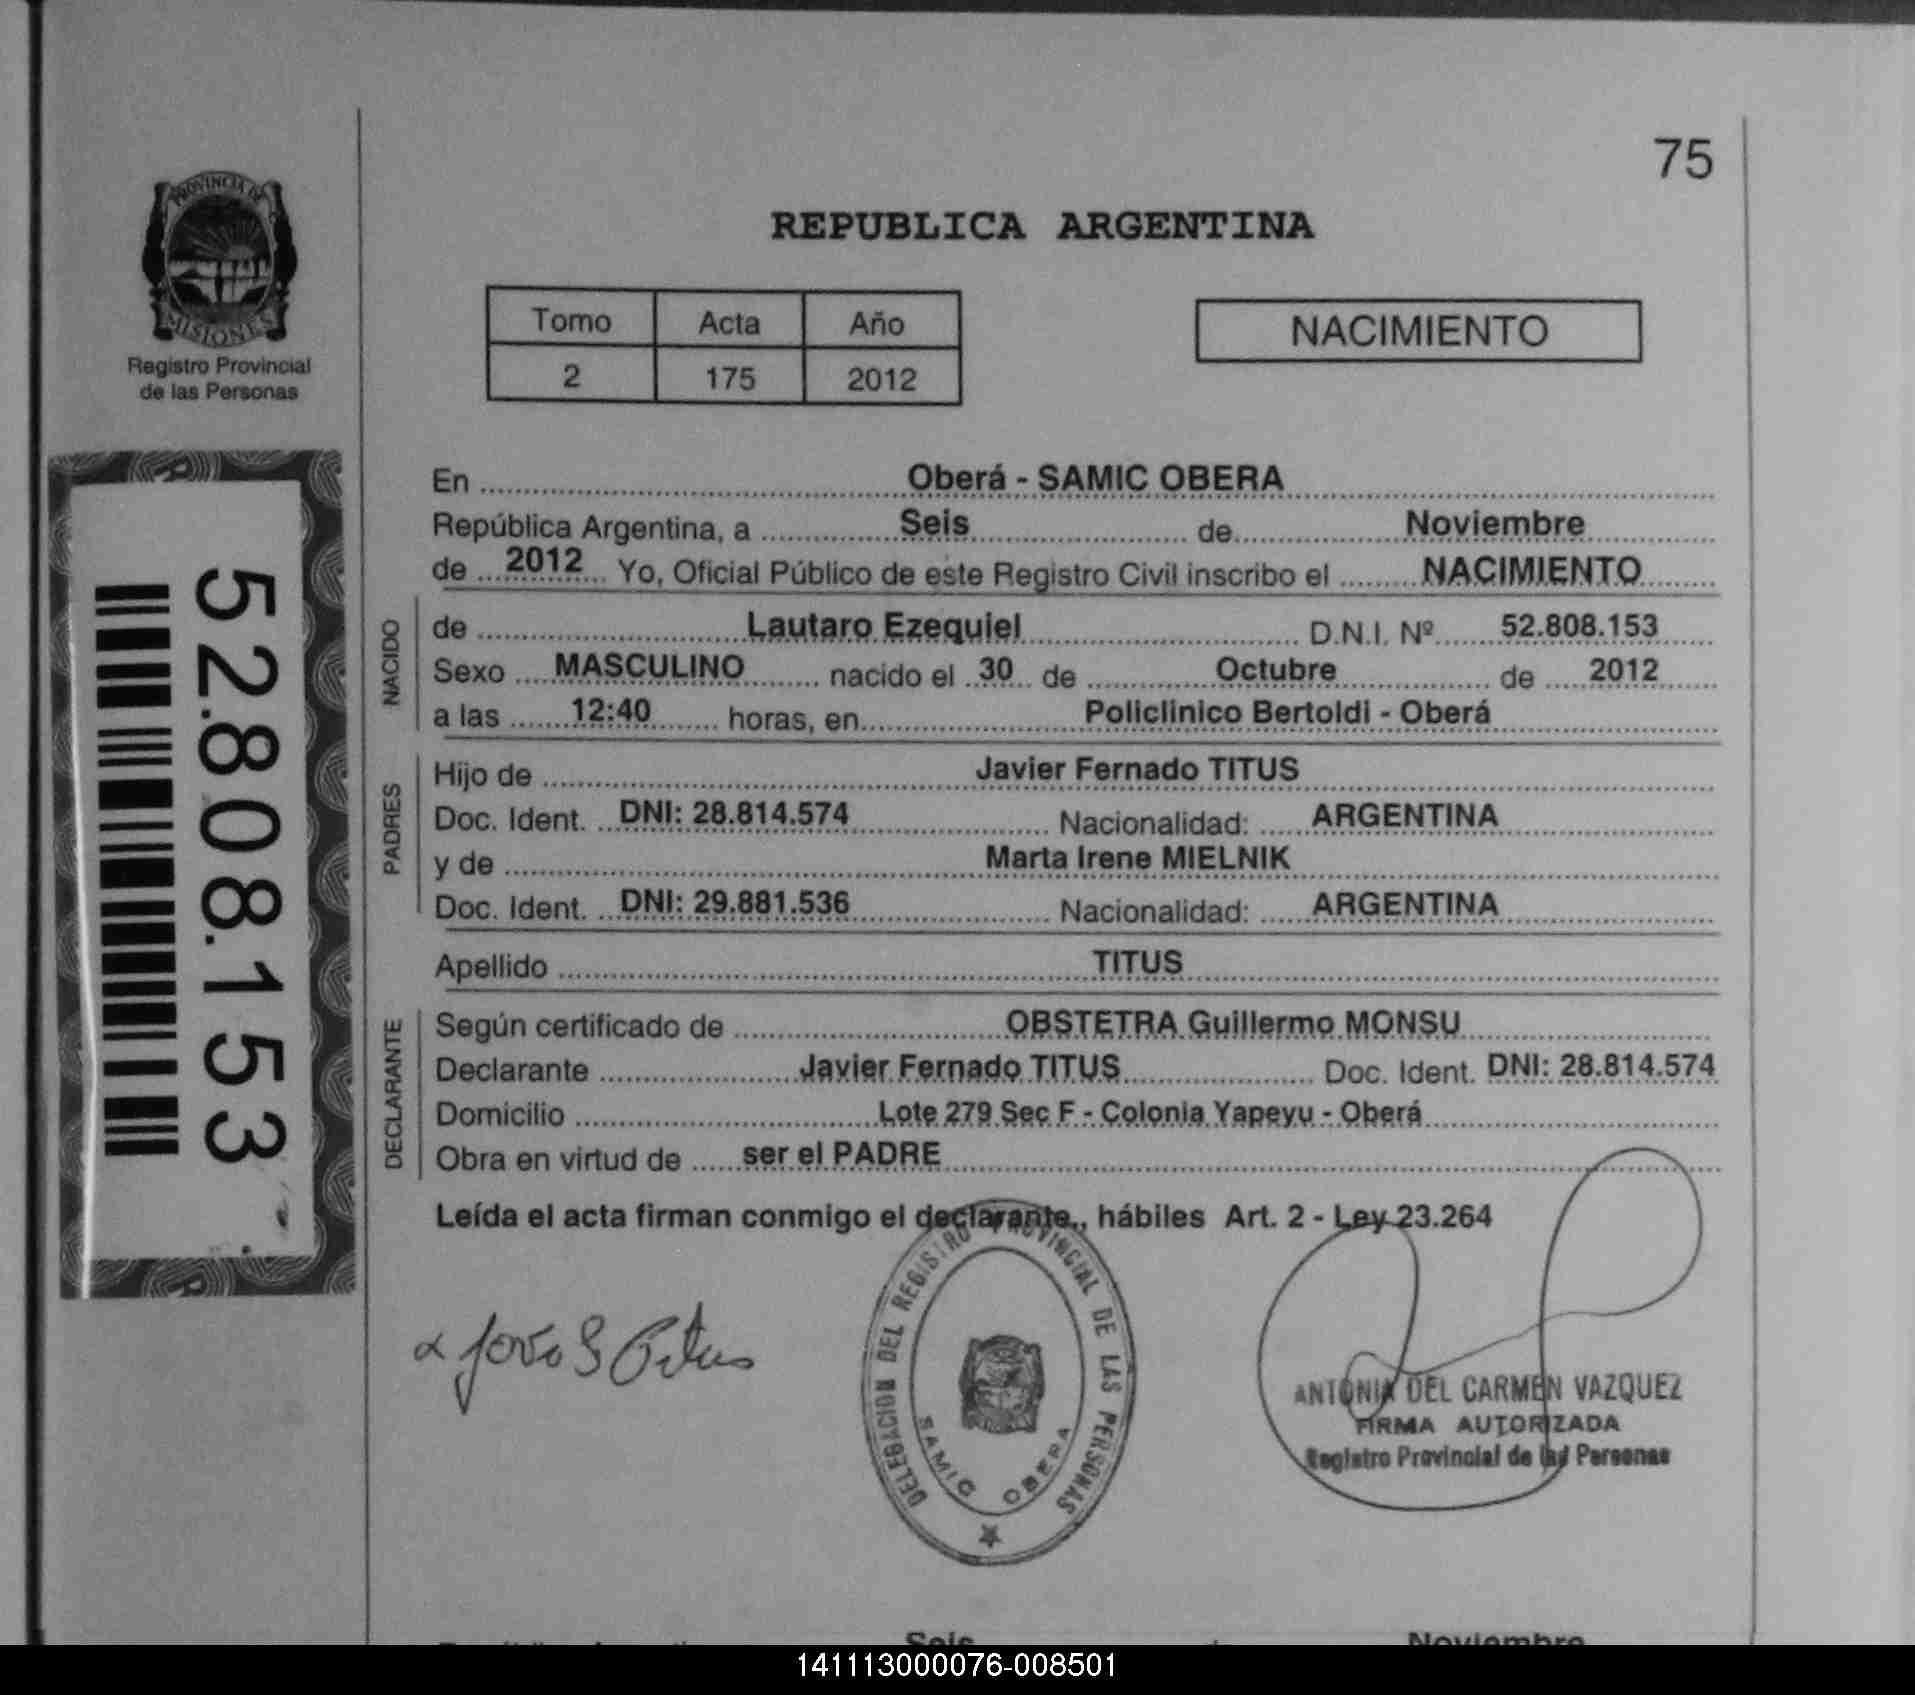 75
PROVINCIA DE
MISIONES
Registro Provincial
de las Personas
REPUBLICA ARGENTINA
Tomo Acta Año
2 175 2012
NACIMIENTO
52.808.153
En Oberá - SAMIC OBERA
República Argentina, a Seis de Noviembre
de 2012 Yo, Oficial Público de este Registro Civil inscribo el NACIMIENTO
NACIDO
de Lautaro Ezequiel D.N.I. Nº 52.808.153
Sexo MASCULINO nacido el 30 de Octubre de 2012
a las 12:40 horas, en Policlinico Bertoldi - Oberá
PADRES
Hijo de Javier Fernado TITUS
Doc. Ident. DNI: 28.814.574 Nacionalidad: ARGENTINA
y de Marta Irene MIELNIK
Doc. Ident. DNI: 29.881.536 Nacionalidad: ARGENTINA
Apellido TITUS
DECLARANTE
Según certificado de OBSTETRA Guillermo MONSU
Declarante Javier Fernado TITUS Doc. Ident. DNI: 28.814.574
Domicilio Lote 279 Sec F - Colonia Yapeyu - Oberá
Obra en virtud de ser el PADRE
Leída el acta firman conmigo el declarante,, hábiles Art. 2 - Ley 23.264
DELEGACION DEL REGISTRO PROVINCIAL DE LAS PERSONAS
SAMIC OBERA
ANTONIA DEL CARMEN VAZQUEZ
FIRMA AUTORIZADA
Registro Provincial de las Personas
Seis Noviembre
141113000076-008501